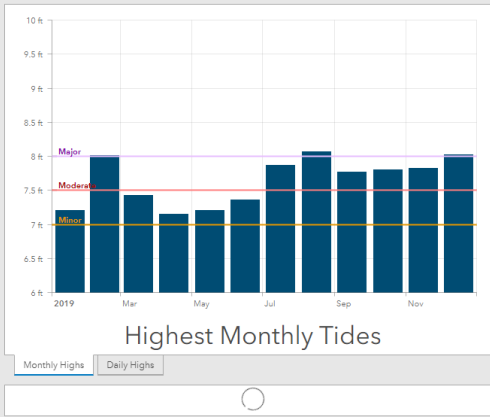 10 ft
9.5 ft
9 ft
8.5 ft
8 ft
7.5 ft
7 ft
6.5 ft
6 ft
Major
Moderate
Minor
2019 Mar May Jul Sep Nov
Highest Monthly Tides
Monthly Highs Daily Highs